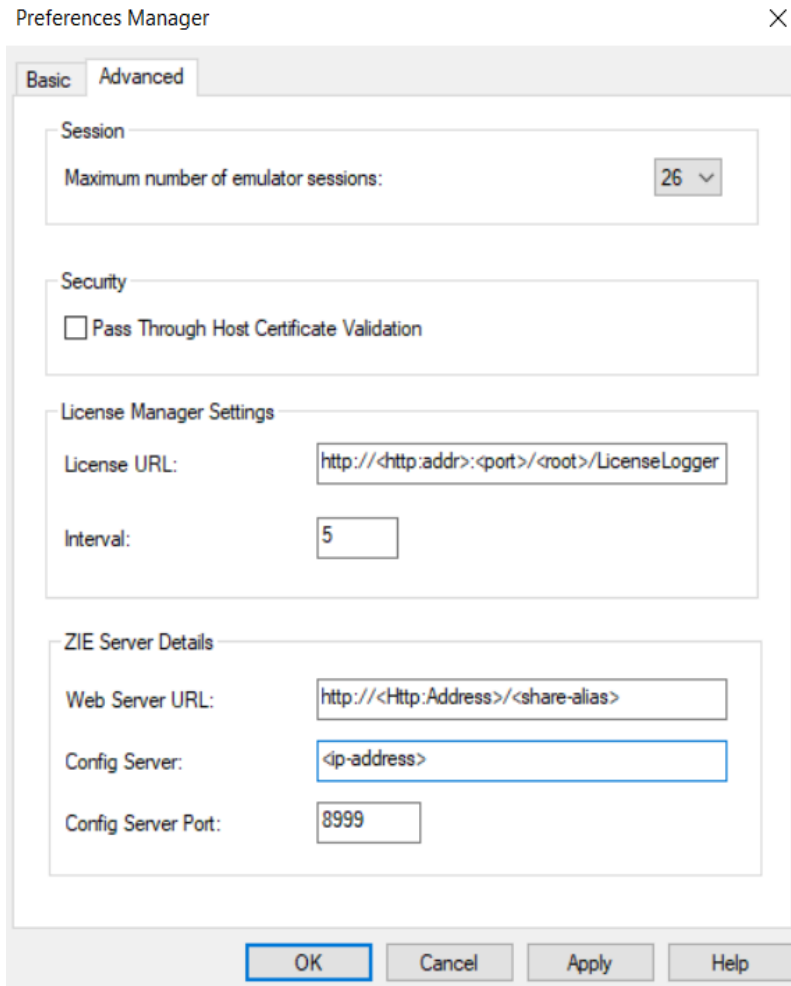 Preferences Manager
Basic Advanced
Session
Maximum number of emulator sessions: 26
Security
Pass Through Host Certificate Validation
License Manager Settings
License URL: http://<http:addr>:<port>/<root>/LicenseLogger
Interval: 5
ZIE Server Details
Web Server URL: http://<Http:Address>/<share-alias>
Config Server: <ip-address>
Config Server Port: 8999
OK Cancel Apply Help